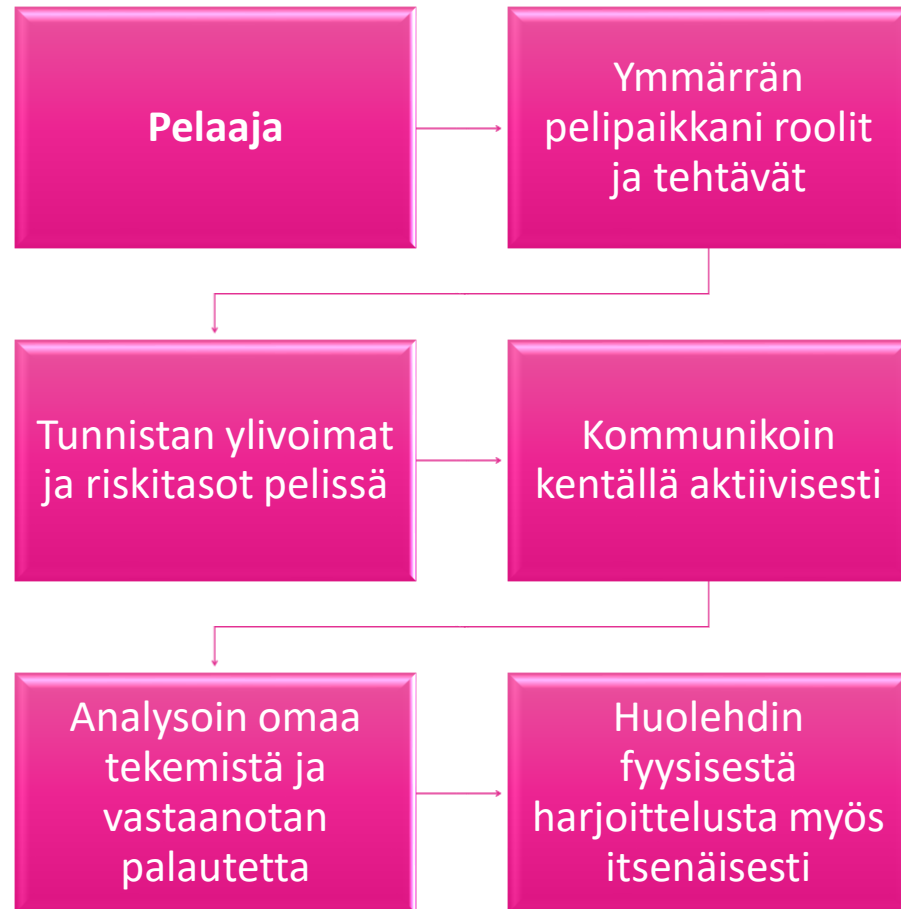 Pelaaja
Ymmärrän
pelipaikkani roolit
ja tehtävät
Tunnistan ylivoimat
ja riskitasot pelissä
Kommunikoin
kentällä aktiivisesti
Analysoin omaa
tekemistä ja
vastaanotan
palautetta
Huolehdin
fyysisestä
harjoittelusta myös
itsenäisesti